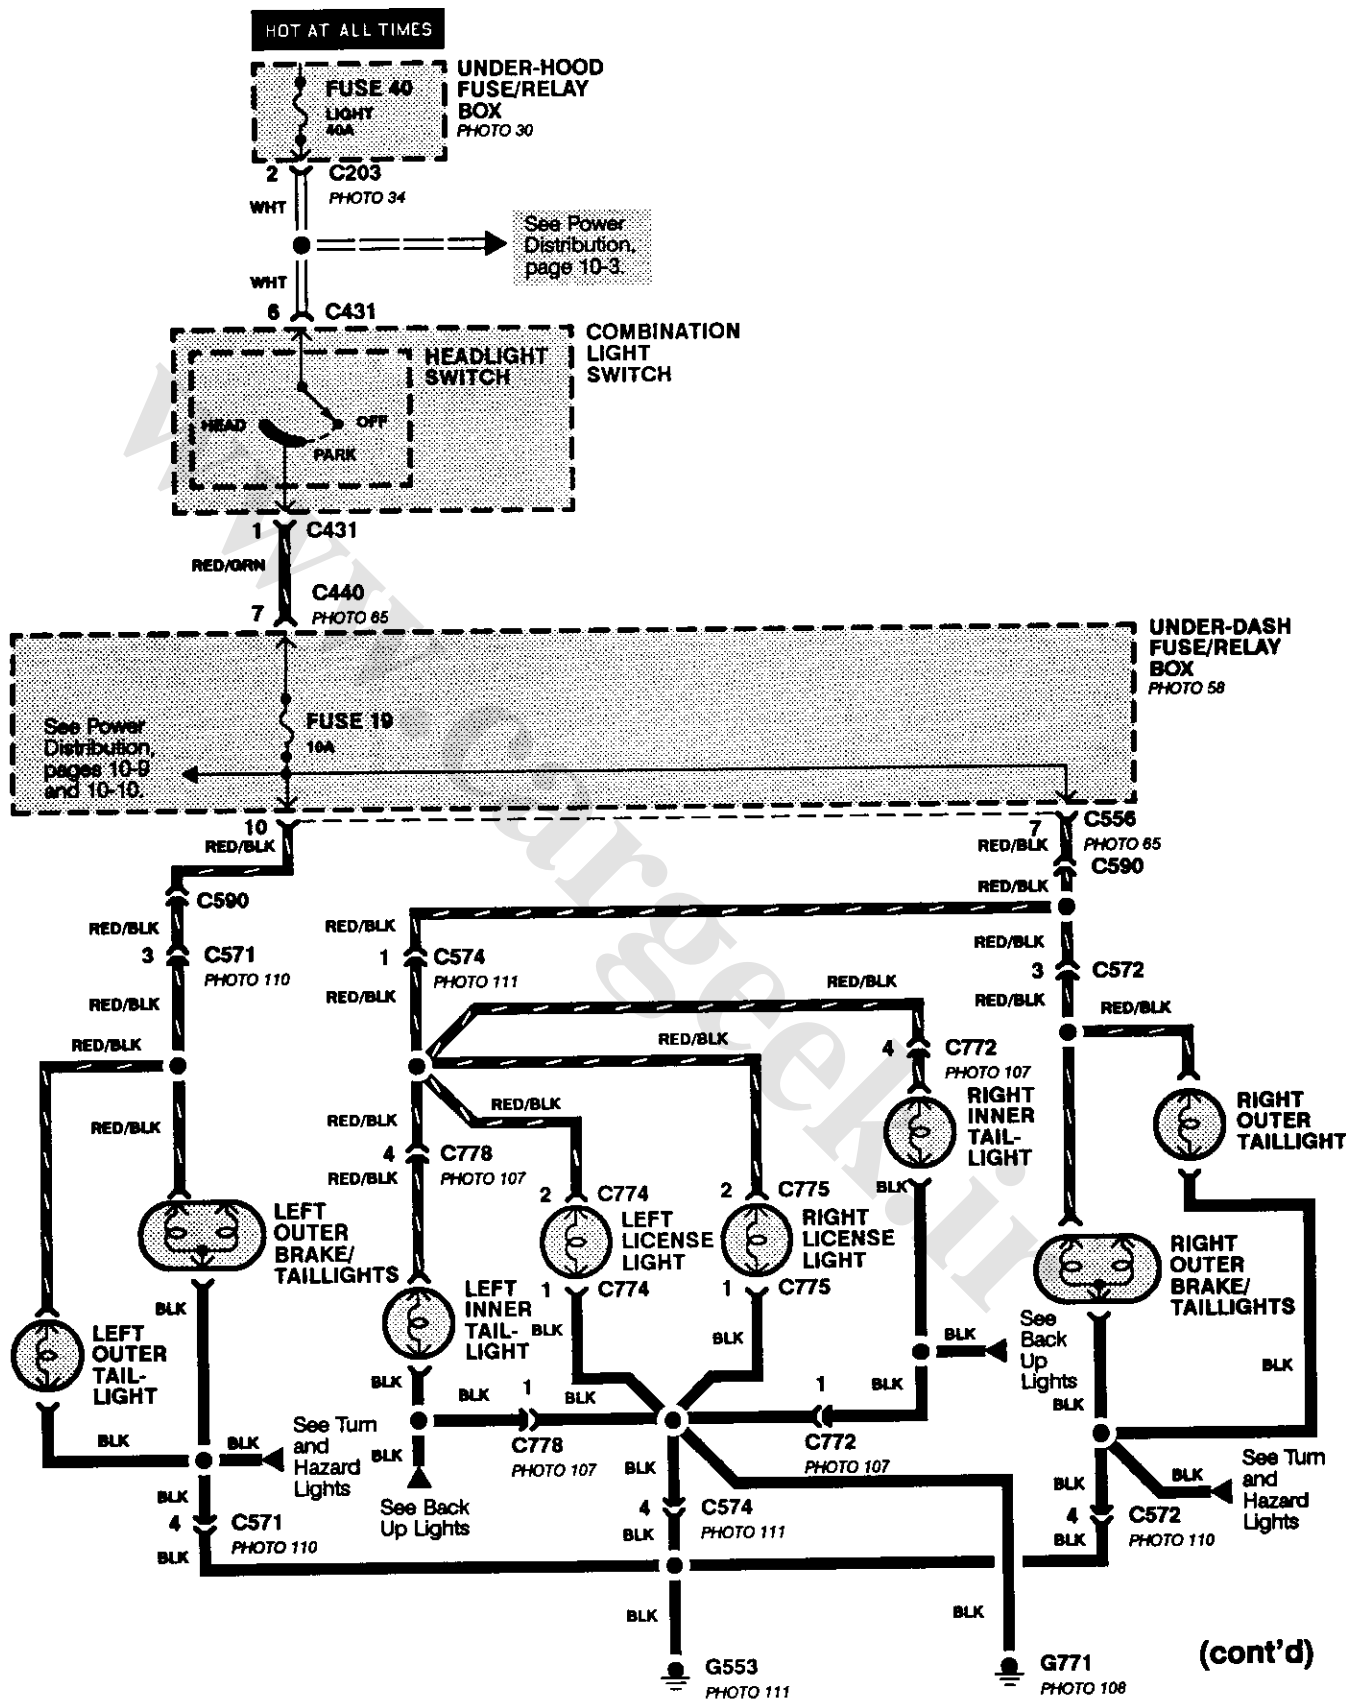 HOT AT ALL TIMES
UNDER-HOOD
FUSE/RELAY
BOX
PHOTO 30
FUSE 40
LIGHT
40A
2
C203
PHOTO 34
WHT
See Power
Distribution,
page 10-3.
WHT
6
C431
COMBINATION
LIGHT
SWITCH
HEADLIGHT
SWITCH
HEAD
OFF
PARK
1
C431
RED/GRN
C440
7
PHOTO 65
UNDER-DASH
FUSE/RELAY
BOX
PHOTO 58
See Power
Distribution,
pages 10-9
and 10-10.
FUSE 19
10A
10
RED/BLK
7
C556
PHOTO 65
RED/BLK
C590
C590
RED/BLK
RED/BLK
3
C571
PHOTO 110
RED/BLK
1
C574
PHOTO 111
RED/BLK
3
C572
RED/BLK
RED/BLK
RED/BLK
RED/BLK
RED/BLK
RED/BLK
RED/BLK
4
C772
PHOTO 107
RIGHT
INNER
TAIL-
LIGHT
RIGHT
OUTER
TAILLIGHT
RED/BLK
RED/BLK
RED/BLK
4
C778
PHOTO 107
RED/BLK
BLK
2
C774
2
C775
LEFT
OUTER
BRAKE/
TAILLIGHTS
LEFT
LICENSE
LIGHT
RIGHT
LICENSE
LIGHT
RIGHT
OUTER
BRAKE/
TAILLIGHTS
1
C774
1
C775
BLK
LEFT
INNER
TAIL-
LIGHT
BLK
BLK
BLK
See
Back
Up
Lights
BLK
LEFT
OUTER
TAIL-
LIGHT
BLK
BLK
1
BLK
1
BLK
BLK
BLK
BLK
See Turn
and
Hazard
Lights
BLK
C778
PHOTO 107
C772
PHOTO 107
BLK
BLK
See Turn
and
Hazard
Lights
BLK
See Back
Up Lights
BLK
4
C571
PHOTO 110
4
C574
PHOTO 111
4
C572
PHOTO 110
BLK
BLK
BLK
BLK
BLK
G553
PHOTO 111
G771
PHOTO 108
(cont'd)
www.cargeek.ir